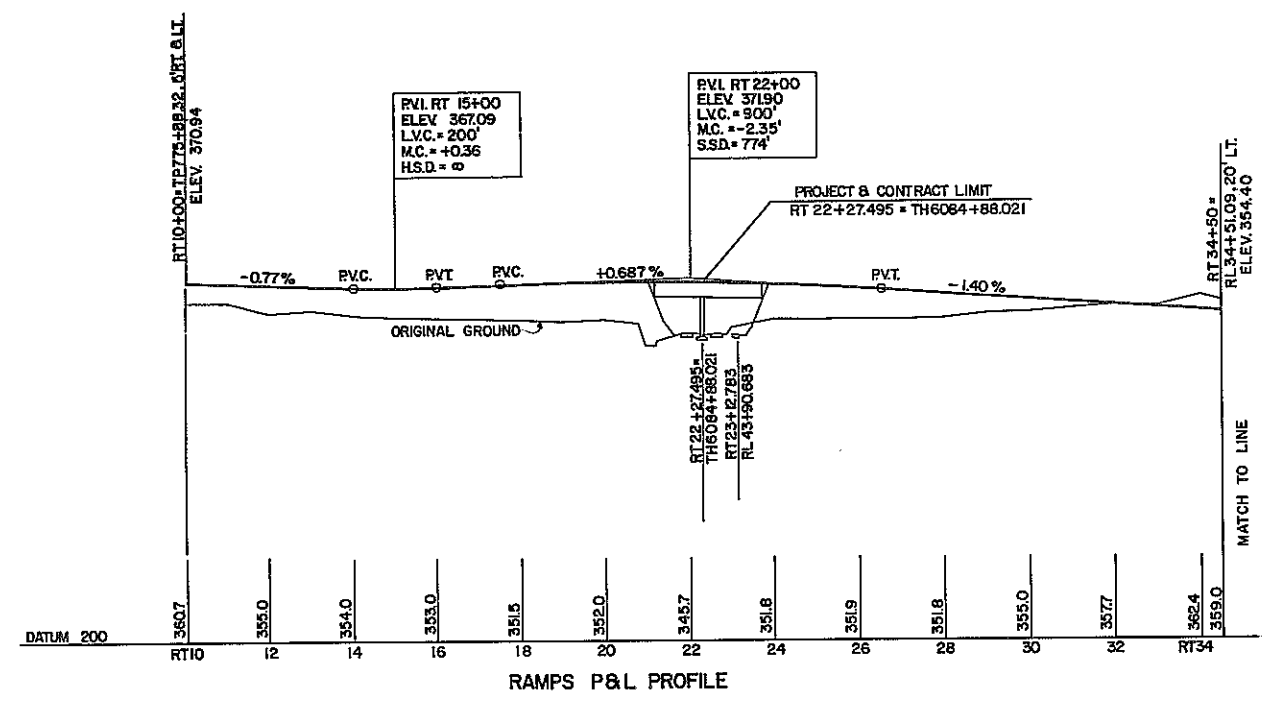 RT10+00=TP775+88.32, 6'RT & LT.
ELEV. 370.94
P.V.I. RT 15+00
ELEV. 367.09
L.V.C. = 200'
M.C. = +0.36
H.S.D. = ∞
P.V.I. RT 22+00
ELEV. 371.90
L.V.C. = 900'
M.C. = -2.35'
S.S.D. = 774'
PROJECT & CONTRACT LIMIT
RT 22+27.495 = TH6084+88.021
RT34+50 =
RL34+51.09, 20' LT.
ELEV. 354.40
-0.77%
P.V.C.
P.V.T.
P.V.C.
+0.687%
P.V.T.
-1.40%
ORIGINAL GROUND
RT22+27.495=
TH6084+88.021
RT23+12.783
RL43+90.683
MATCH TO LINE
360.7
355.0
354.0
353.0
351.5
352.0
345.7
351.8
351.9
351.8
355.0
357.7
362.4
359.0
DATUM 200
RT10 12 14 16 18 20 22 24 26 28 30 32 RT34
RAMPS P&L PROFILE